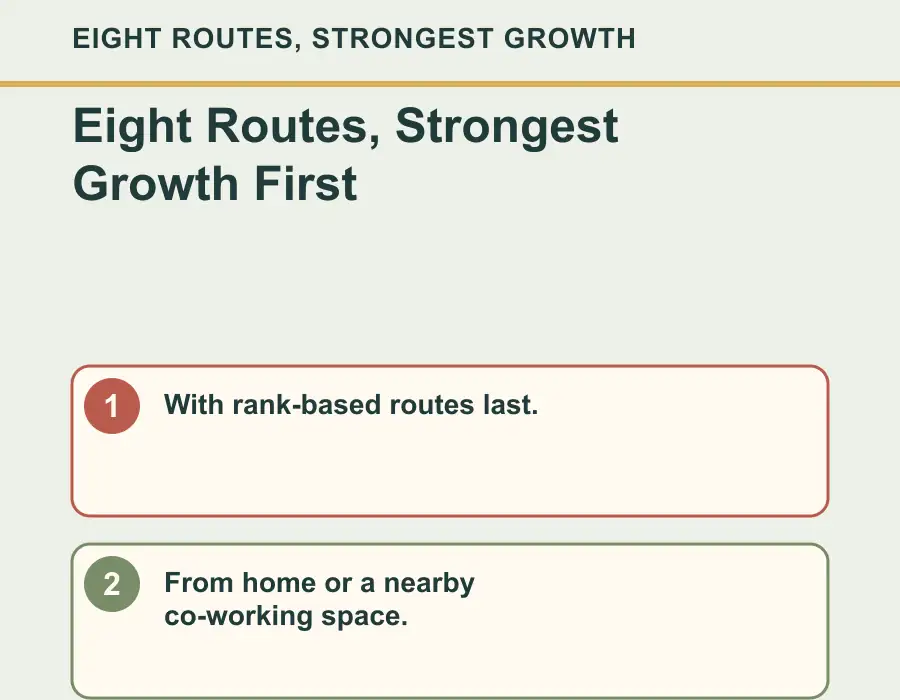 EIGHT ROUTES, STRONGEST GROWTH
Eight Routes, Strongest
Growth First
1
With rank-based routes last.
2
From home or a nearby
co-working space.